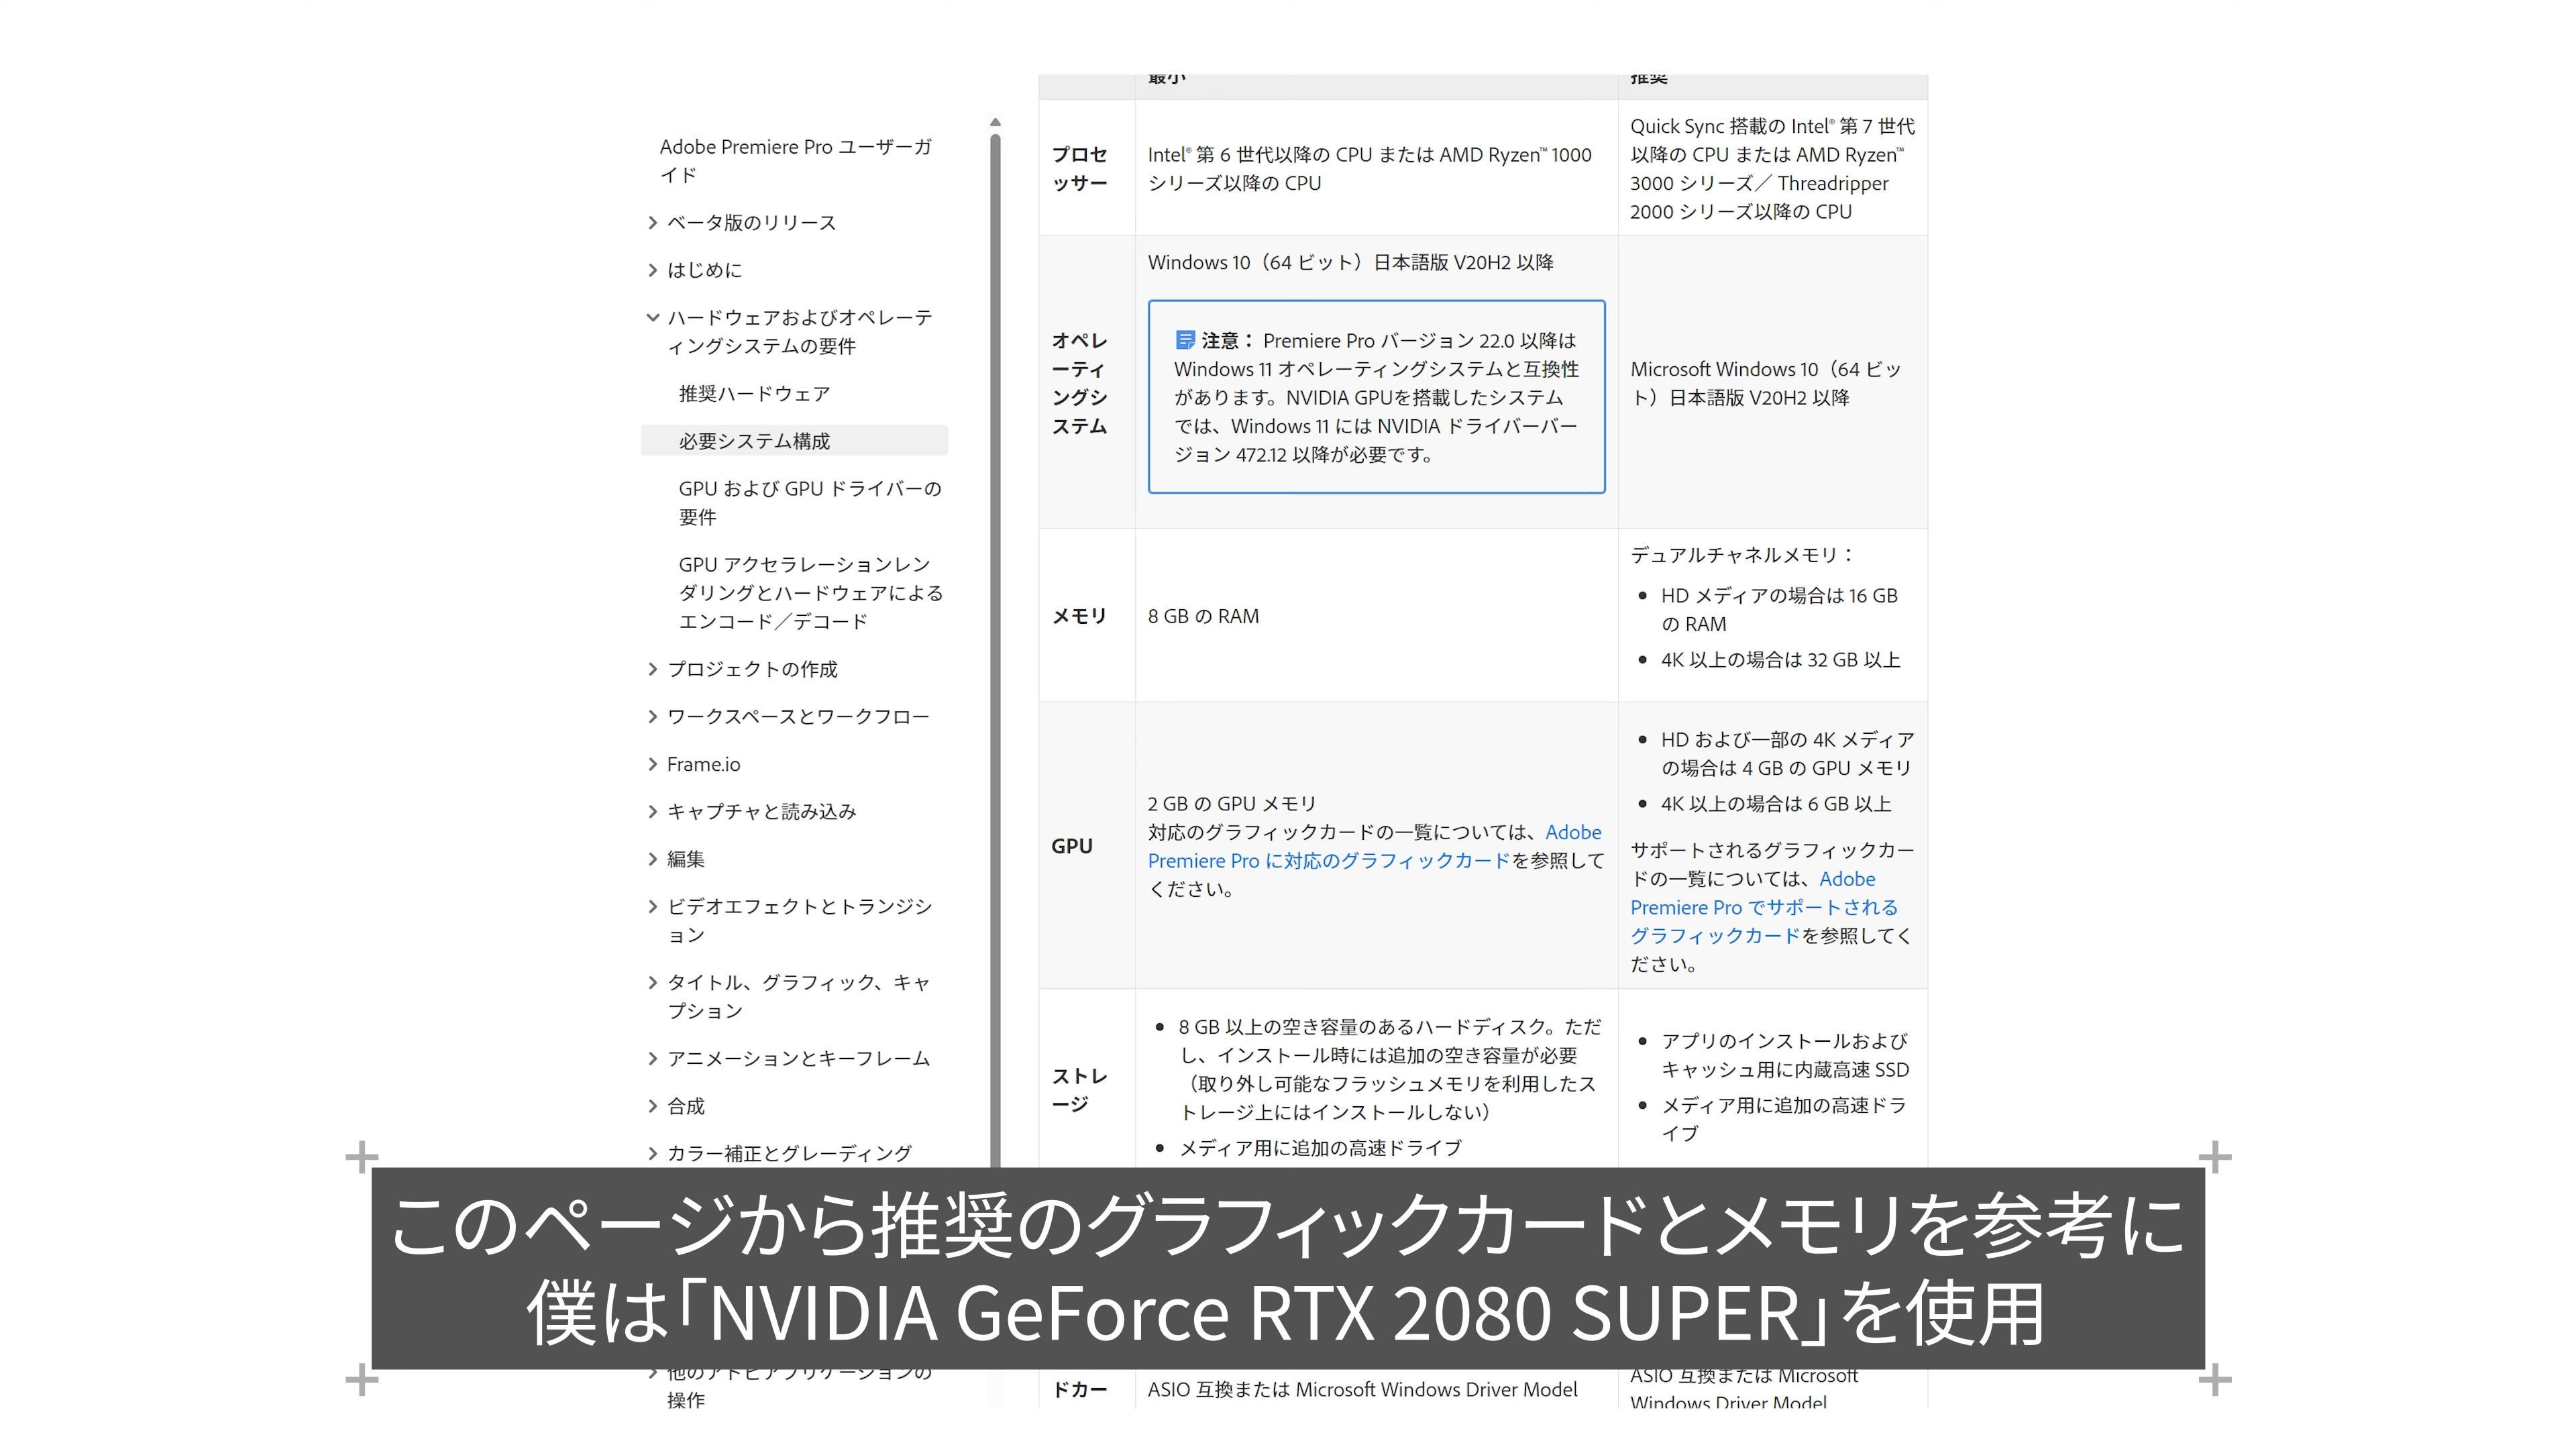 Adobe Premiere Pro ユーザーガ
イド
ベータ版のリリース
はじめに
ハードウェアおよびオペレーテ
ィングシステムの要件
推奨ハードウェア
必要システム構成
GPU および GPU ドライバーの
要件
GPU アクセラレーションレン
ダリングとハードウェアによる
エンコード／デコード
プロジェクトの作成
ワークスペースとワークフロー
Frame.io
キャプチャと読み込み
編集
ビデオエフェクトとトランジシ
ョン
タイトル、グラフィック、キャ
プション
アニメーションとキーフレーム
合成
カラー補正とグレーディング
他のアドビアプリケーションの
操作
最小
推奨
プロセ
ッサー
Intel® 第 6 世代以降の CPU または AMD Ryzen™ 1000
シリーズ以降の CPU
Quick Sync 搭載の Intel® 第 7 世代
以降の CPU または AMD Ryzen™
3000 シリーズ／ Threadripper
2000 シリーズ以降の CPU
オペレ
ーティ
ングシ
ステム
Windows 10（64 ビット）日本語版 V20H2 以降
注意： Premiere Pro バージョン 22.0 以降は
Windows 11 オペレーティングシステムと互換性
があります。NVIDIA GPUを搭載したシステム
では、Windows 11 には NVIDIA ドライバーバー
ジョン 472.12 以降が必要です。
Microsoft Windows 10（64 ビッ
ト）日本語版 V20H2 以降
メモリ
8 GB の RAM
デュアルチャネルメモリ：
• HD メディアの場合は 16 GB
の RAM
• 4K 以上の場合は 32 GB 以上
GPU
2 GB の GPU メモリ
対応のグラフィックカードの一覧については、Adobe
Premiere Pro に対応のグラフィックカードを参照して
ください。
• HD および一部の 4K メディア
の場合は 4 GB の GPU メモリ
• 4K 以上の場合は 6 GB 以上
サポートされるグラフィックカー
ドの一覧については、Adobe
Premiere Pro でサポートされる
グラフィックカードを参照してく
ださい。
ストレ
ージ
• 8 GB 以上の空き容量のあるハードディスク。ただ
し、インストール時には追加の空き容量が必要
（取り外し可能なフラッシュメモリを利用したス
トレージ上にはインストールしない）
• メディア用に追加の高速ドライブ
• アプリのインストールおよび
キャッシュ用に内蔵高速 SSD
• メディア用に追加の高速ドラ
イブ
このページから推奨のグラフィックカードとメモリを参考に
僕は「NVIDIA GeForce RTX 2080 SUPER」を使用
ドカー
ASIO 互換または Microsoft Windows Driver Model
ASIO 互換または Microsoft
Windows Driver Model